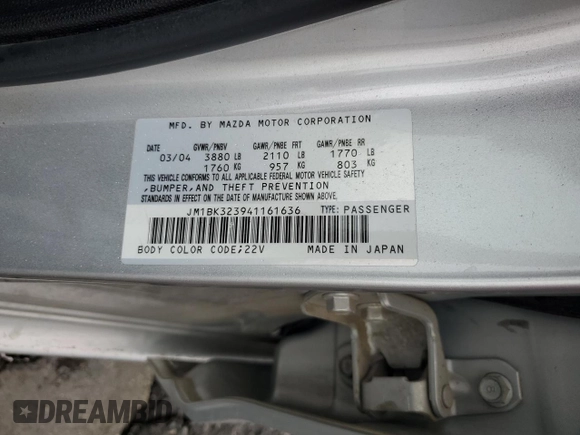 MFD. BY MAZDA MOTOR CORPORATION
DATE GVWR/PNBV GAWR/PNBE FRT GAWR/PNBE RR
03/04 3880 LB 2110 LB 1770 LB
1760 KG 957 KG 803 KG
THIS VEHICLE CONFORMS TO ALL APPLICABLE FEDERAL MOTOR VEHICLE SAFETY
,BUMPER,AND THEFT PREVENTION
STANDARDS IN EFFECT ON THE DATE OF MANUFACTURE SHOWN ABOVE.
JM1BK323941161636 TYPE:PASSENGER
BODY COLOR CODE;22V MADE IN JAPAN
DREAMBID